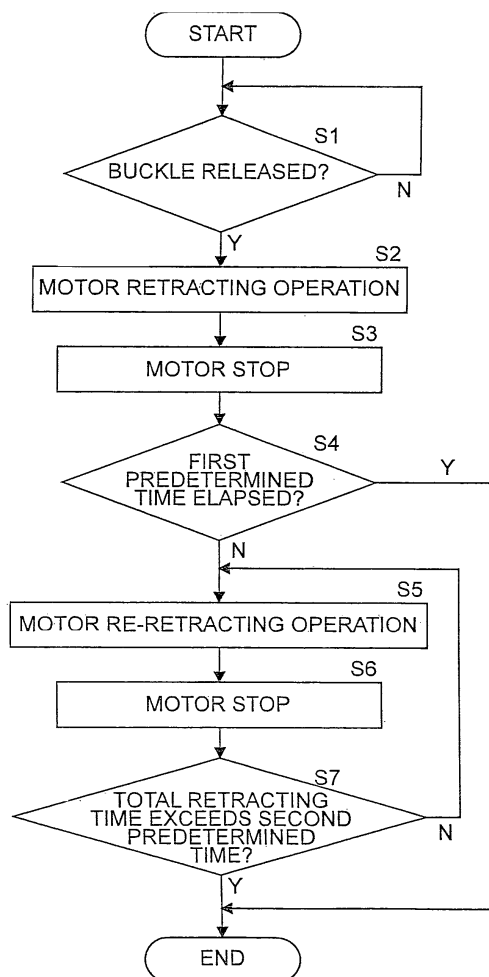 START
S1
BUCKLE RELEASED?
N
Y
S2
MOTOR RETRACTING OPERATION
S3
MOTOR STOP
S4
FIRST
PREDETERMINED
TIME ELAPSED?
Y
N
S5
MOTOR RE-RETRACTING OPERATION
S6
MOTOR STOP
S7
TOTAL RETRACTING
TIME EXCEEDS SECOND
PREDETERMINED
TIME?
N
Y
END